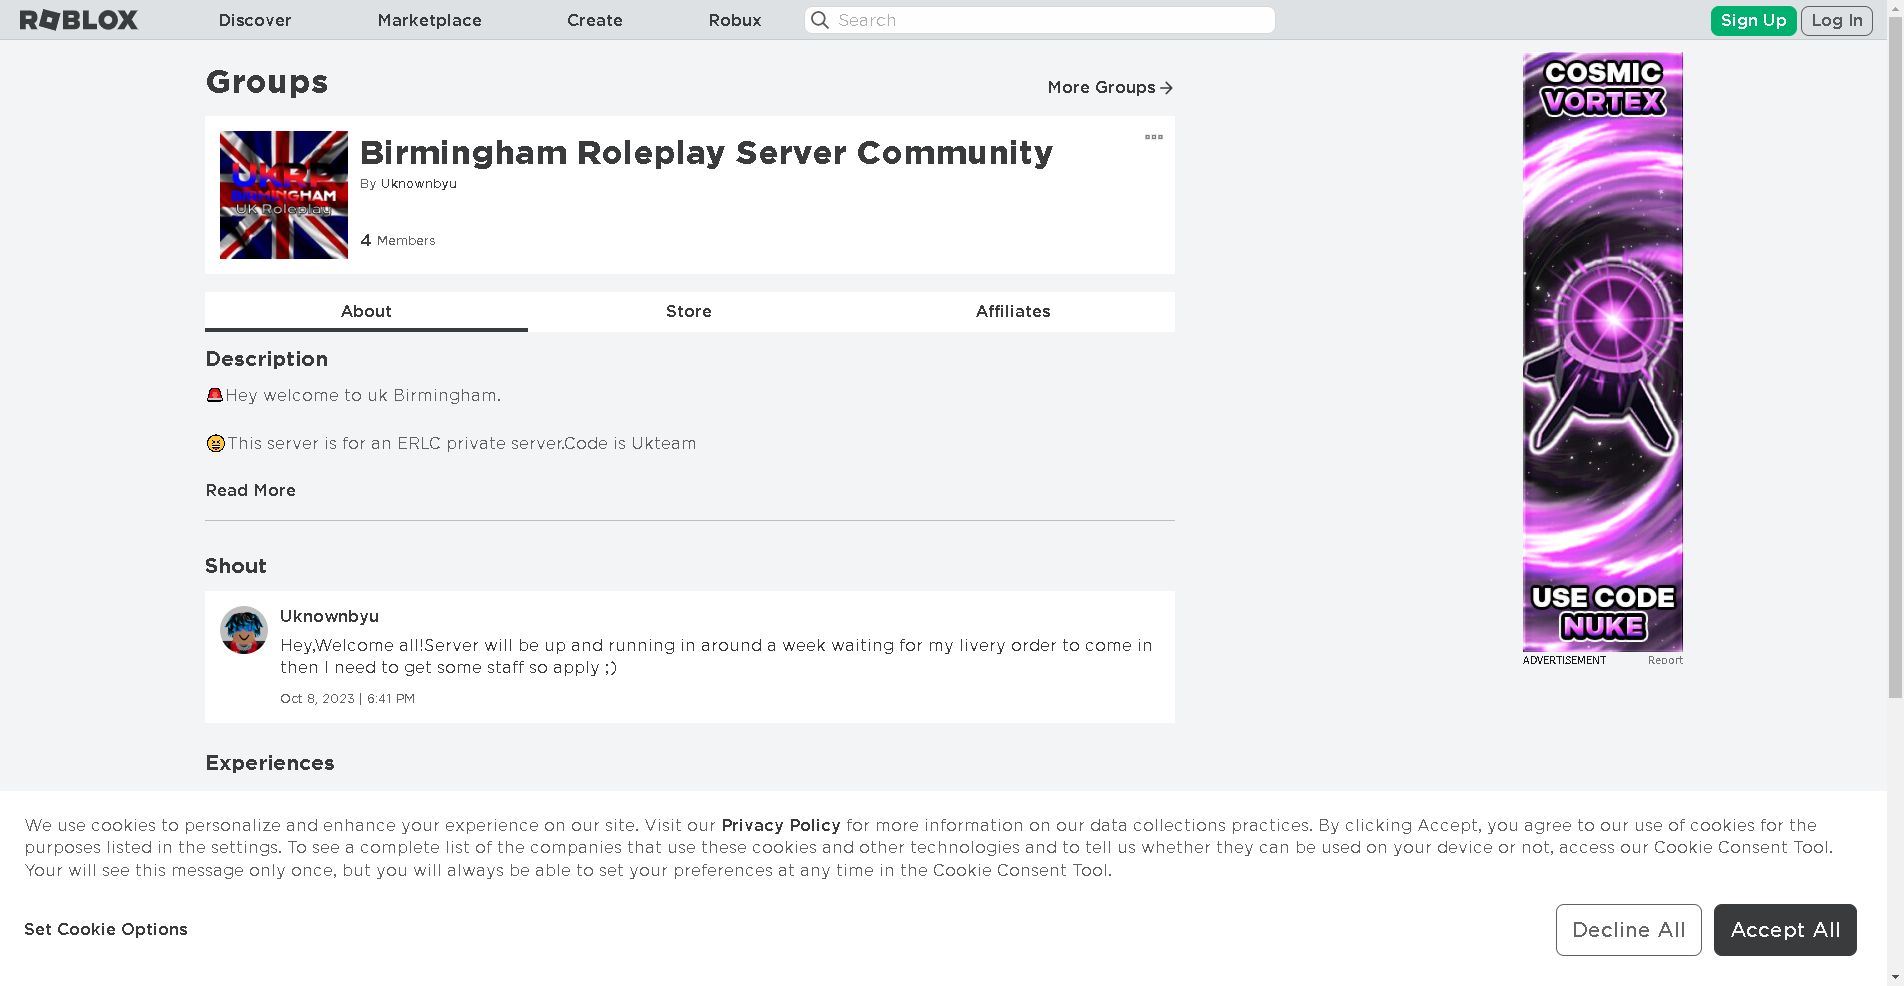 ROBLOX
Discover
Marketplace
Create
Robux
Search
Sign Up
Log In
Groups
More Groups
UKRP
BIRMINGHAM
UK Roleplay
Birmingham Roleplay Server Community
By Uknownbyu
4 Members
About
Store
Affiliates
Description
🚨Hey welcome to uk Birmingham.
😝This server is for an ERLC private server.Code is Ukteam
Read More
Shout
Uknownbyu
Hey,Welcome all!Server will be up and running in around a week waiting for my livery order to come in
then I need to get some staff so apply ;)
Oct 8, 2023 | 6:41 PM
Experiences
COSMIC
VORTEX
USE CODE
NUKE
ADVERTISEMENT
Report
We use cookies to personalize and enhance your experience on our site. Visit our Privacy Policy for more information on our data collections practices. By clicking Accept, you agree to our use of cookies for the
purposes listed in the settings. To see a complete list of the companies that use these cookies and other technologies and to tell us whether they can be used on your device or not, access our Cookie Consent Tool.
Your will see this message only once, but you will always be able to set your preferences at any time in the Cookie Consent Tool.
Set Cookie Options
Decline All
Accept All